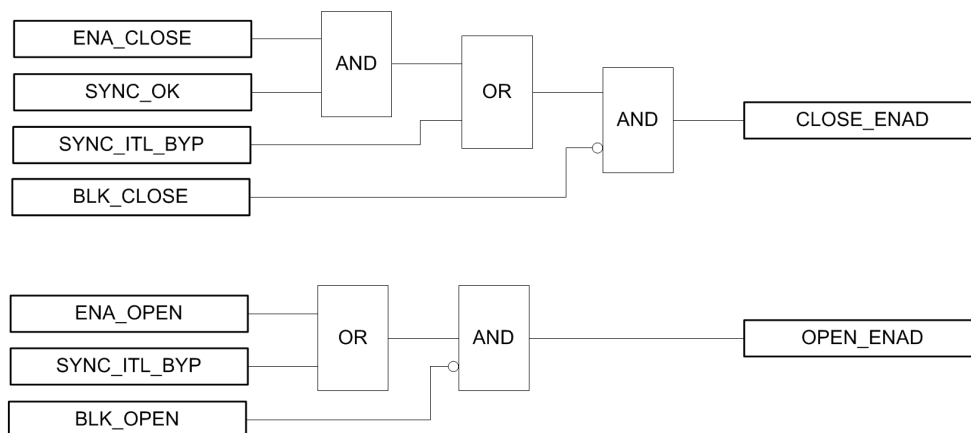 ENA_CLOSE
AND
SYNC_OK
OR
SYNC_ITL_BYP
AND
CLOSE_ENAD
BLK_CLOSE
ENA_OPEN
OR
AND
OPEN_ENAD
SYNC_ITL_BYP
BLK_OPEN